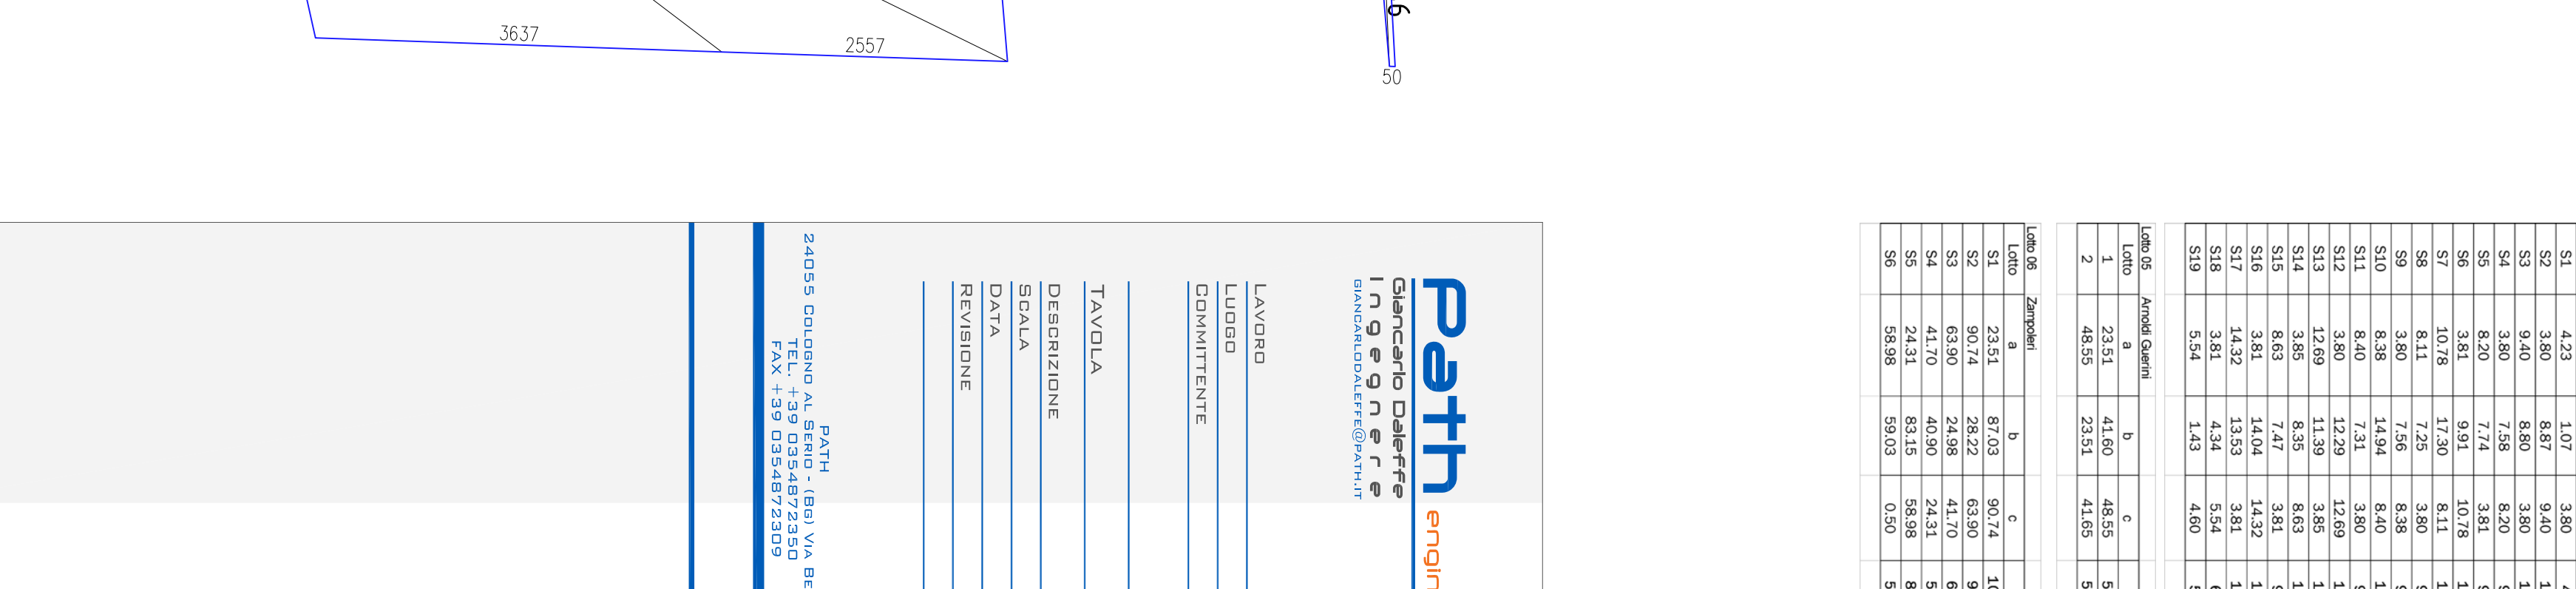 3637
2557
50
S1 4.23 1.07 3.80
S2 3.80 8.87 9.40
S3 9.40 8.80 3.80
S4 3.80 7.58 8.20
S5 8.20 7.74 3.81
S6 3.81 9.91 10.78
S7 10.78 17.30 8.11
S8 8.11 7.25 3.80
S9 3.80 7.56 8.38
S10 8.38 14.94 8.40
S11 8.40 7.31 3.80
S12 3.80 12.29 12.69
S13 12.69 11.39 3.85
S14 3.85 8.35 8.63
S15 8.63 7.47 3.81
S16 3.81 14.04 14.32
S17 14.32 13.53 3.81
S18 3.81 4.34 5.54
S19 5.54 1.43 4.60
Lotto 05 Arnoldi Guerini
Lotto a b c
1 23.51 41.60 48.55
2 48.55 23.51 41.65
Lotto 06 Zampoleri
Lotto a b c
S1 23.51 87.03 90.74
S2 90.74 28.22 63.90
S3 63.90 24.98 41.70
S4 41.70 40.90 24.31
S5 24.31 83.15 58.98
S6 58.98 59.03 0.50
Path engin
Giancarlo Daleffe
Ingegnere
GIANCARLODALEFFE@PATH.IT
LAVORO
LUOGO
COMMITTENTE
TAVOLA
DESCRIZIONE
SCALA
DATA
REVISIONE
PATH
24055 COLOGNO AL SERIO - (BG) VIA BE
TEL. +39 0354872350
FAX +39 0354872309